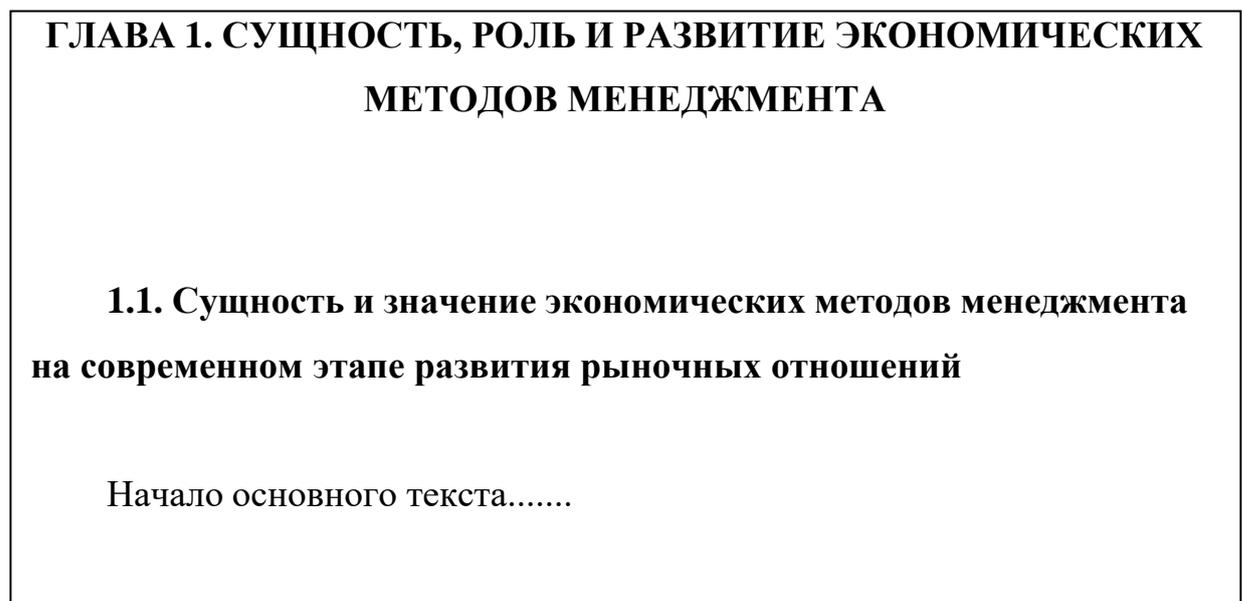 ГЛАВА 1. СУЩНОСТЬ, РОЛЬ И РАЗВИТИЕ ЭКОНОМИЧЕСКИХ
МЕТОДОВ МЕНЕДЖМЕНТА
1.1. Сущность и значение экономических методов менеджмента
на современном этапе развития рыночных отношений
Начало основного текста.......